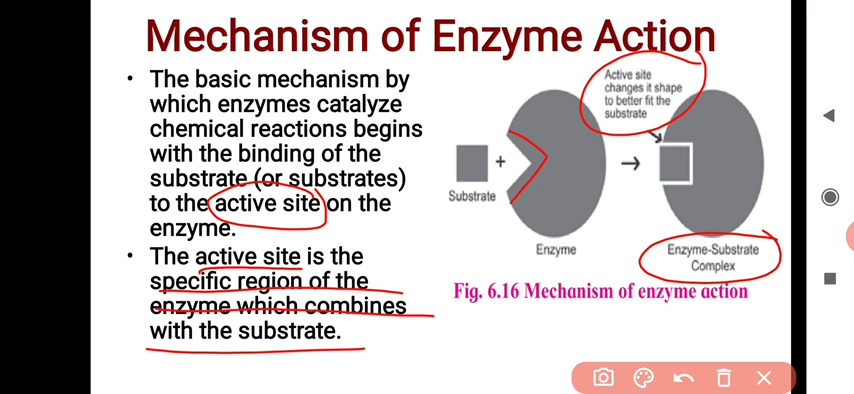 Mechanism of Enzyme Action
• The basic mechanism by
which enzymes catalyze
chemical reactions begins
with the binding of the
substrate (or substrates)
to the active site on the
enzyme.
• The active site is the
specific region of the
enzyme which combines
with the substrate.
Active site
changes it shape
to better fit the
substrate
+
Substrate
Enzyme
Enzyme-Substrate
Complex
Fig. 6.16 Mechanism of enzyme action